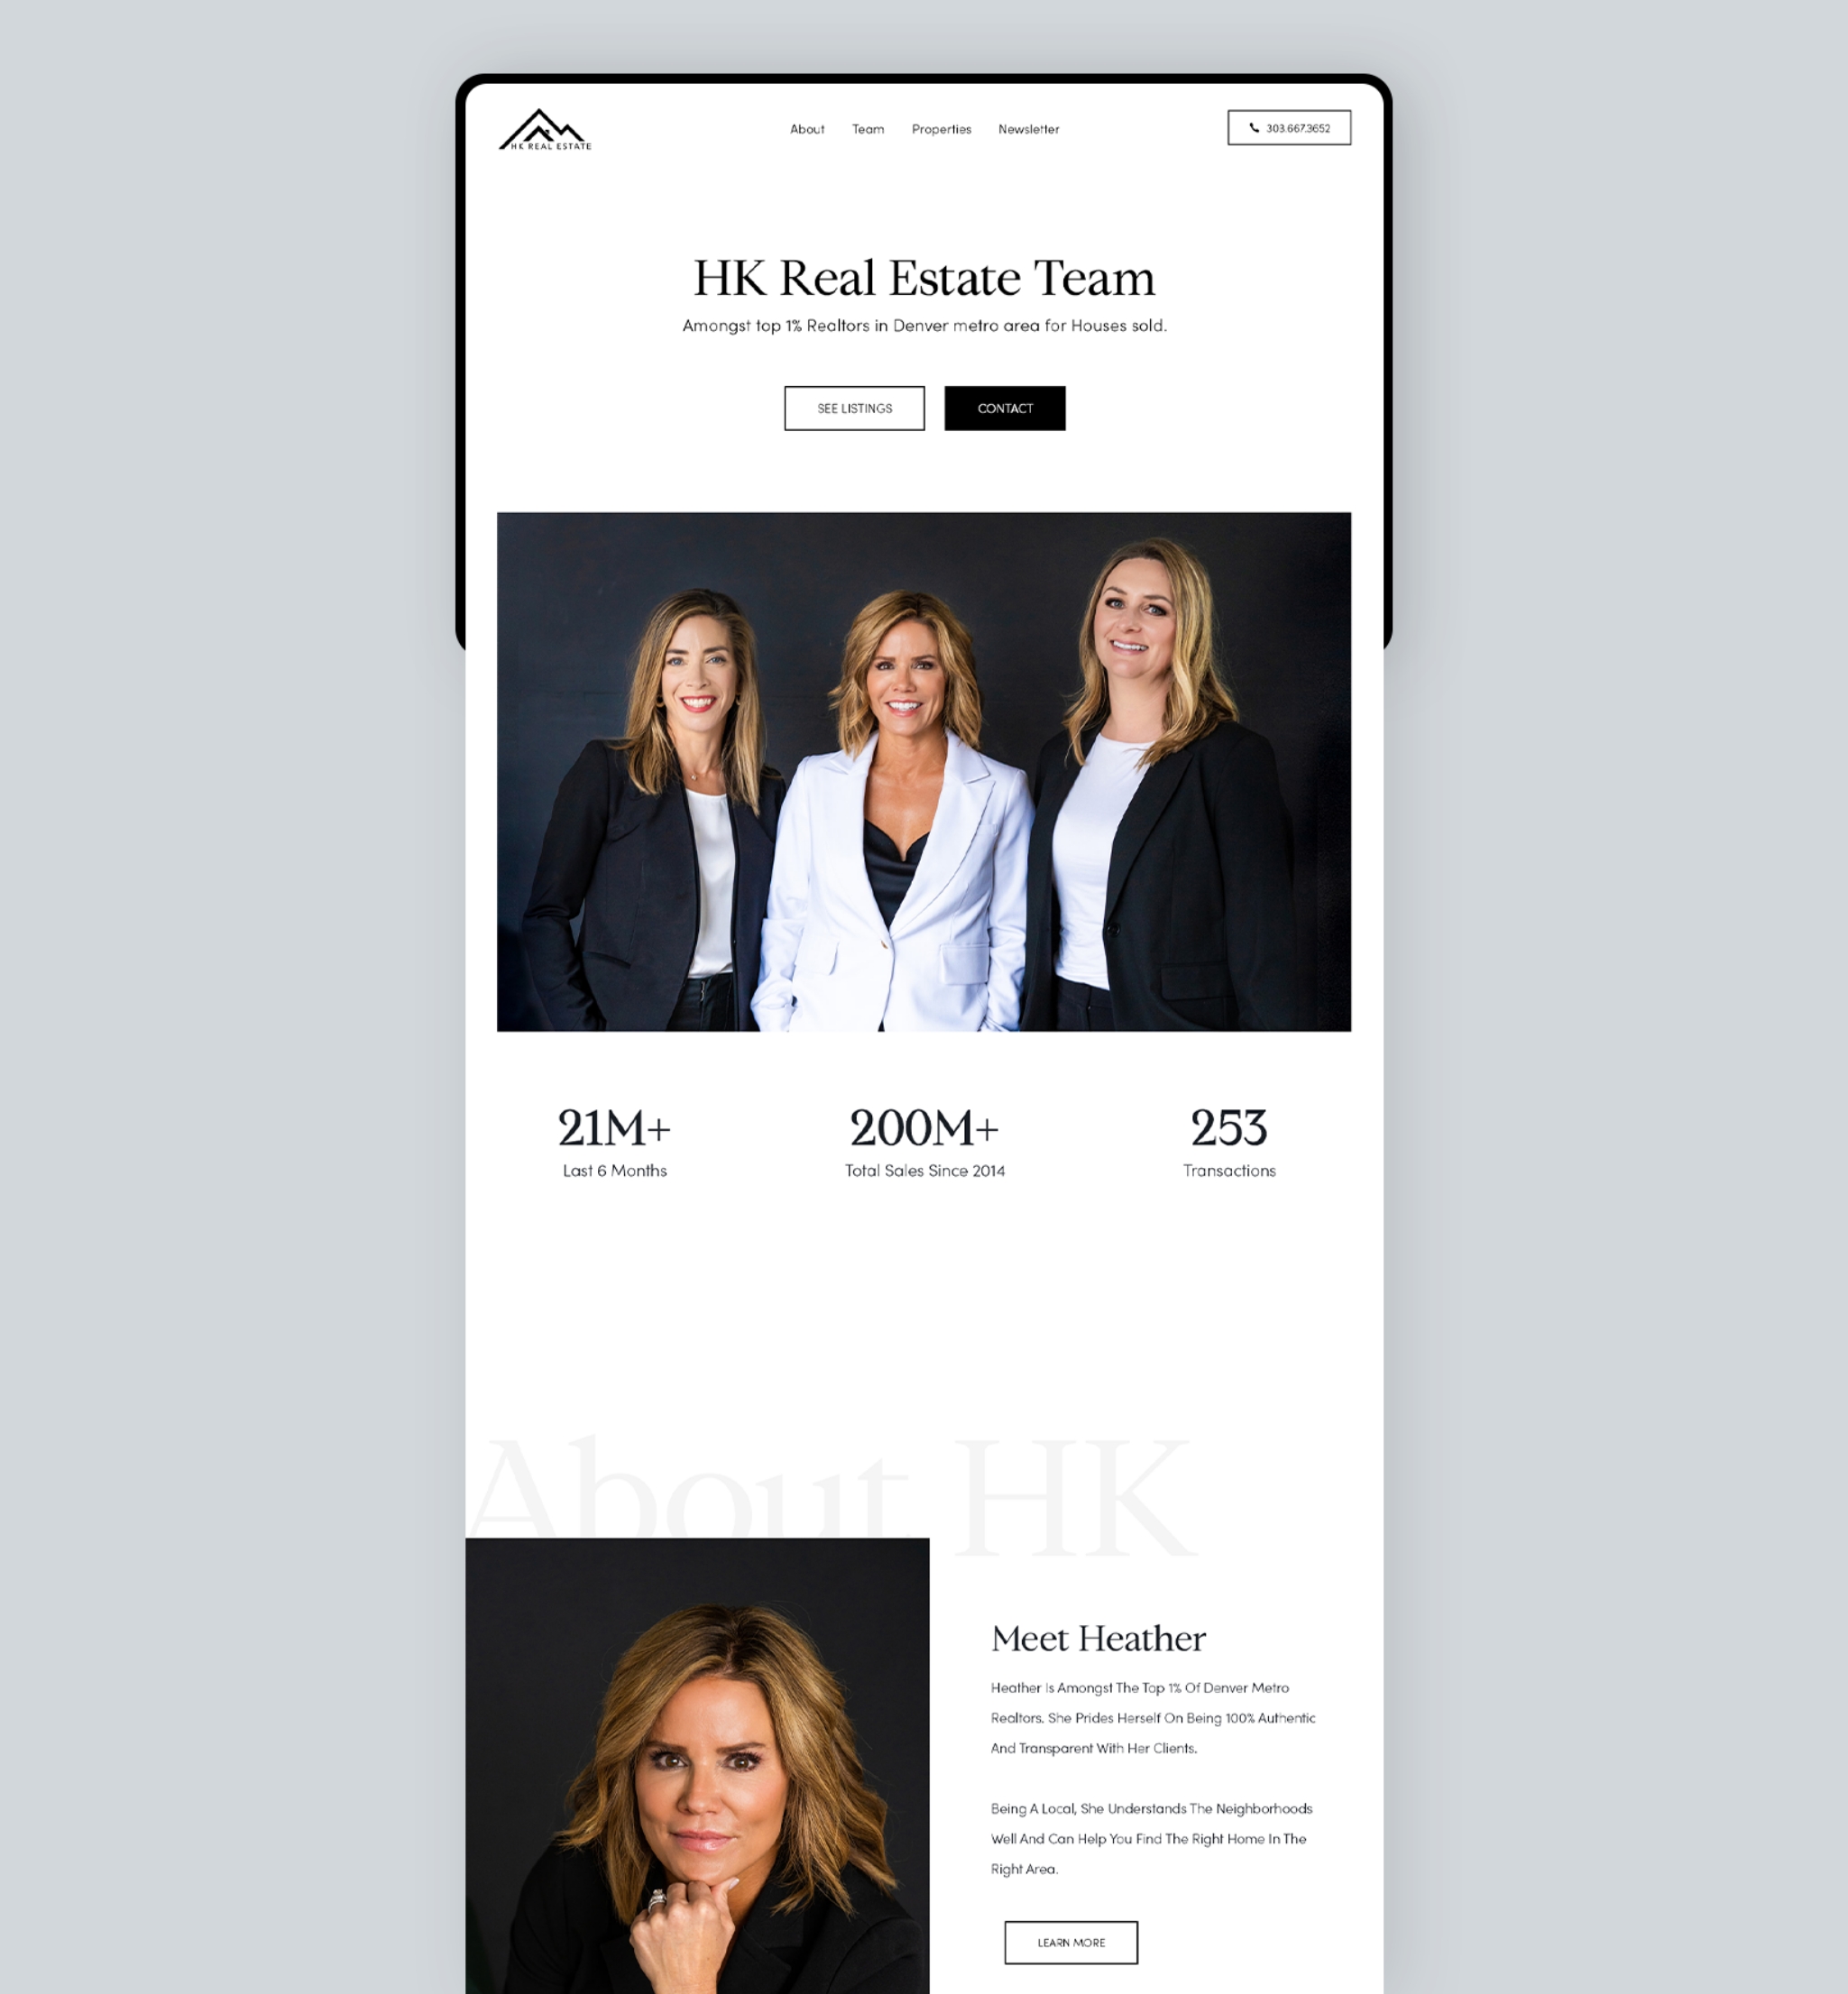 HK REAL ESTATE
About Team Properties Newsletter
303.667.3652
HK Real Estate Team
Amongst top 1% Realtors in Denver metro area for Houses sold.
SEE LISTINGS CONTACT
21M+ 200M+ 253
Last 6 Months Total Sales Since 2014 Transactions
About HK
Meet Heather
Heather Is Amongst The Top 1% Of Denver Metro
Realtors. She Prides Herself On Being 100% Authentic
And Transparent With Her Clients.
Being A Local, She Understands The Neighborhoods
Well And Can Help You Find The Right Home In The
Right Area.
LEARN MORE